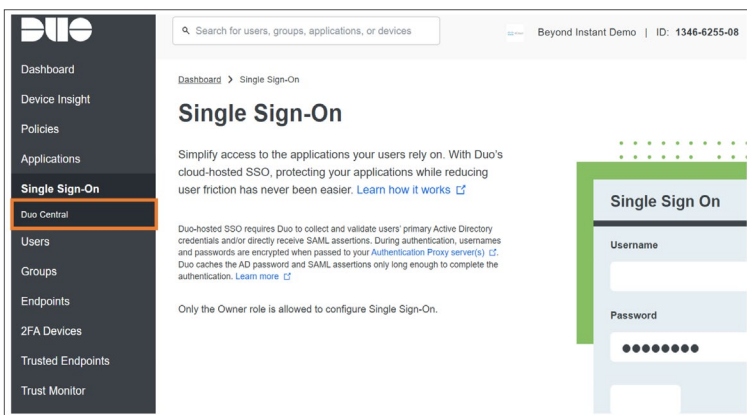 DUO
Search for users, groups, applications, or devices
Beyond Instant Demo | ID: 1346-6255-08
Dashboard
Device Insight
Policies
Applications
Single Sign-On
Duo Central
Users
Groups
Endpoints
2FA Devices
Trusted Endpoints
Trust Monitor
Dashboard > Single Sign-On
Single Sign-On
Simplify access to the applications your users rely on. With Duo's
cloud-hosted SSO, protecting your applications while reducing
user friction has never been easier. Learn how it works
Duo-hosted SSO requires Duo to collect and validate users' primary Active Directory
credentials and/or directly receive SAML assertions. During authentication, usernames
and passwords are encrypted when passed to your Authentication Proxy server(s) .
Duo caches the AD password and SAML assertions only long enough to complete the
authentication. Learn more
Only the Owner role is allowed to configure Single Sign-On.
Single Sign On
Username
Password